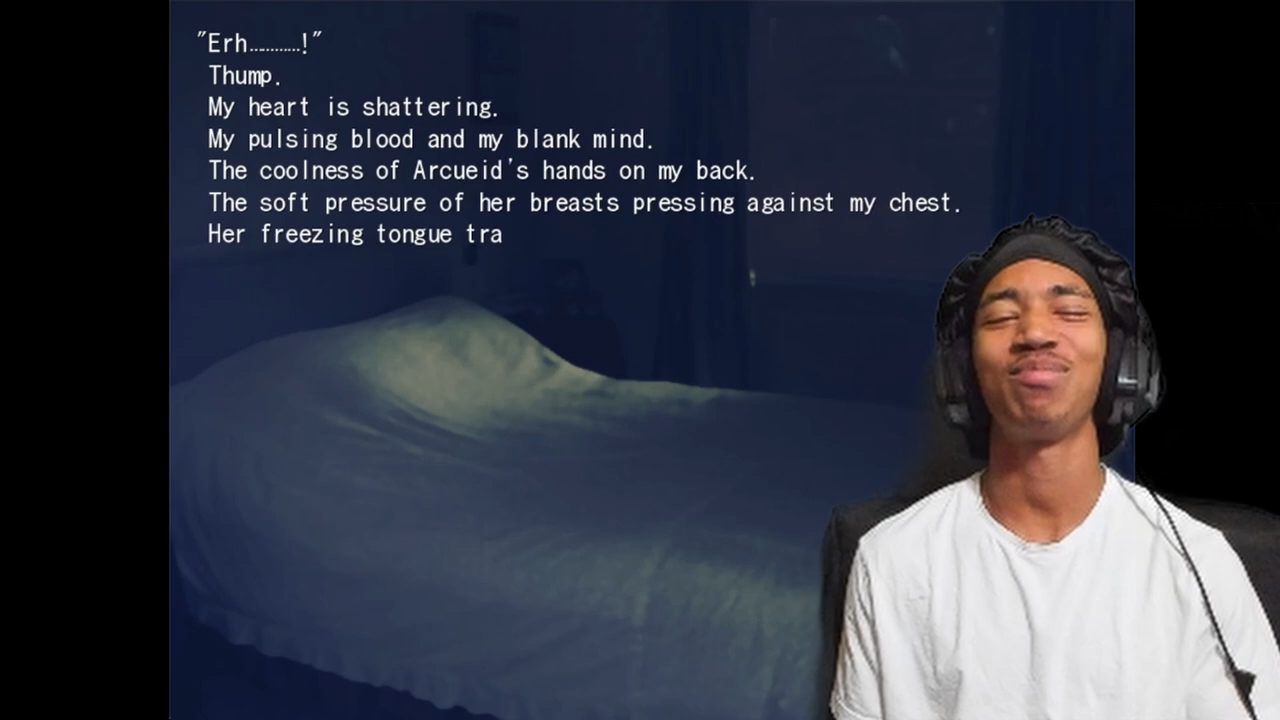 "Erh…………!"
Thump.
My heart is shattering.
My pulsing blood and my blank mind.
The coolness of Arcueid's hands on my back.
The soft pressure of her breasts pressing against my chest.
Her freezing tongue tra